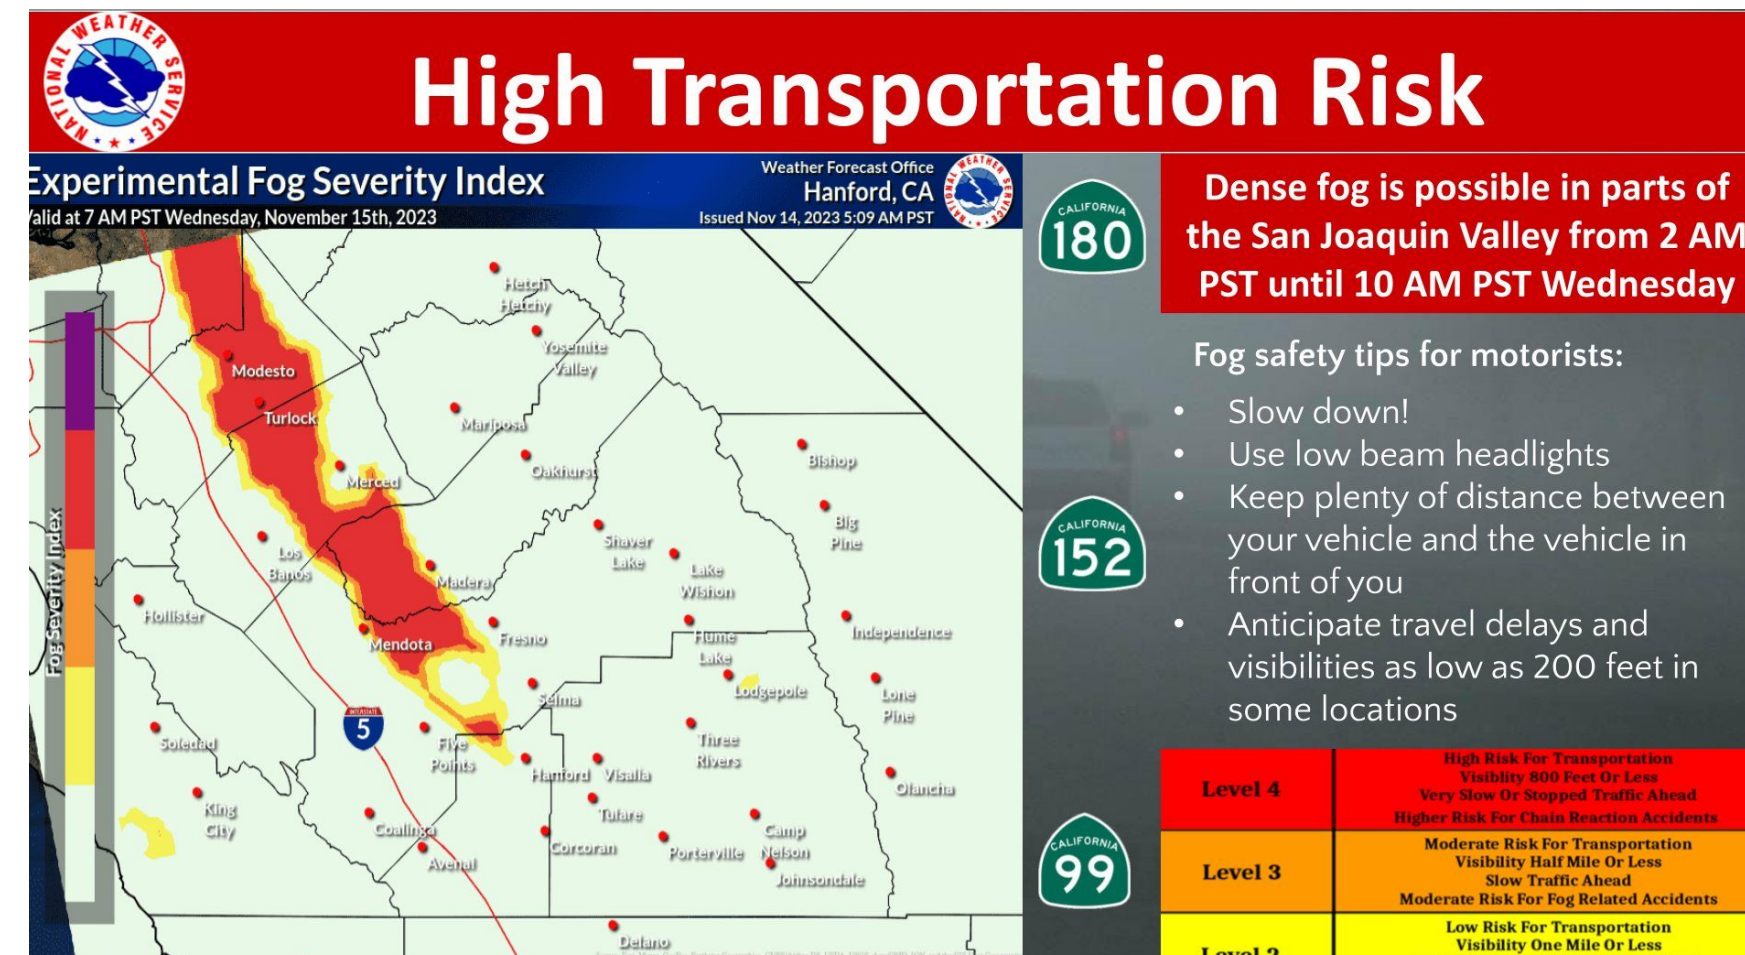 NATIONAL WEATHER SERVICE
High Transportation Risk
Experimental Fog Severity Index
Valid at 7 AM PST Wednesday, November 15th, 2023
Weather Forecast Office
Hanford, CA
Issued Nov 14, 2023 5:09 AM PST
NATIONAL WEATHER SERVICE
Fog Severity Index
Hetch
Hetchy
Yosemite
Valley
Modesto
Turlock
Mariposa
Merced
Oakhurst
Bishop
Big
Pine
Los
Banos
Shaver
Lake
Lake
Wishon
Madera
Hollister
Mendota
Fresno
Hume
Lake
Independence
Selma
Lodgepole
Lone
Pine
INTERSTATE
5
Soledad
Five
Points
Three
Rivers
Hanford
Visalia
Olancha
King
City
Tulare
Coalinga
Avenal
Corcoran
Porterville
Camp
Nelson
Johnsondale
Delano
CALIFORNIA
180
CALIFORNIA
152
CALIFORNIA
99
Dense fog is possible in parts of
the San Joaquin Valley from 2 AM
PST until 10 AM PST Wednesday
Fog safety tips for motorists:
• Slow down!
• Use low beam headlights
• Keep plenty of distance between
your vehicle and the vehicle in
front of you
• Anticipate travel delays and
visibilities as low as 200 feet in
some locations
Level 4
High Risk For Transportation
Visiblity 800 Feet Or Less
Very Slow Or Stopped Traffic Ahead
Higher Risk For Chain Reaction Accidents
Level 3
Moderate Risk For Transportation
Visibility Half Mile Or Less
Slow Traffic Ahead
Moderate Risk For Fog Related Accidents
Level 2
Low Risk For Transportation
Visibility One Mile Or Less